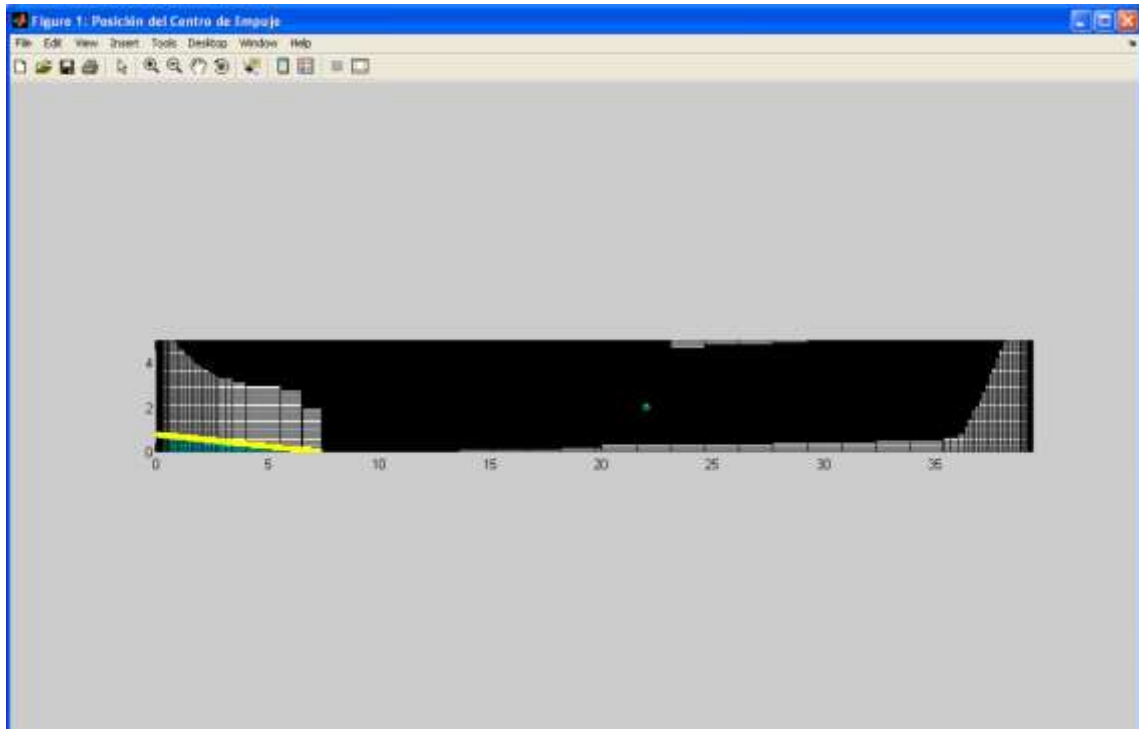 Figure 1: Posición del Centro de Empuje
File Edit View Insert Tools Desktop Window Help
4
2
0
0 5 10 15 20 25 30 35